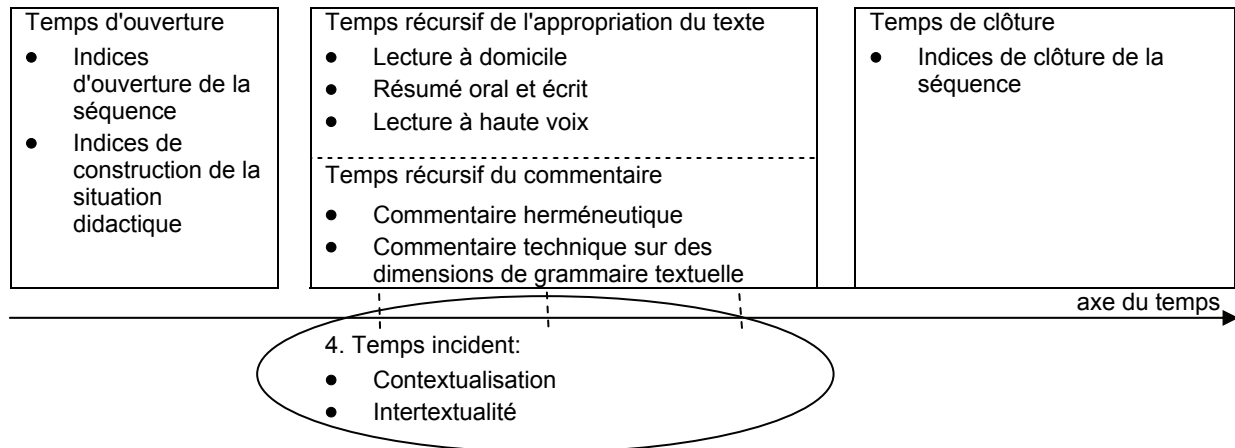 Temps d'ouverture
● Indices
d'ouverture de la
séquence
● Indices de
construction de la
situation
didactique
Temps récursif de l'appropriation du texte
● Lecture à domicile
● Résumé oral et écrit
● Lecture à haute voix
Temps récursif du commentaire
● Commentaire herméneutique
● Commentaire technique sur des
dimensions de grammaire textuelle
Temps de clôture
● Indices de clôture de la
séquence
axe du temps
4. Temps incident:
● Contextualisation
● Intertextualité